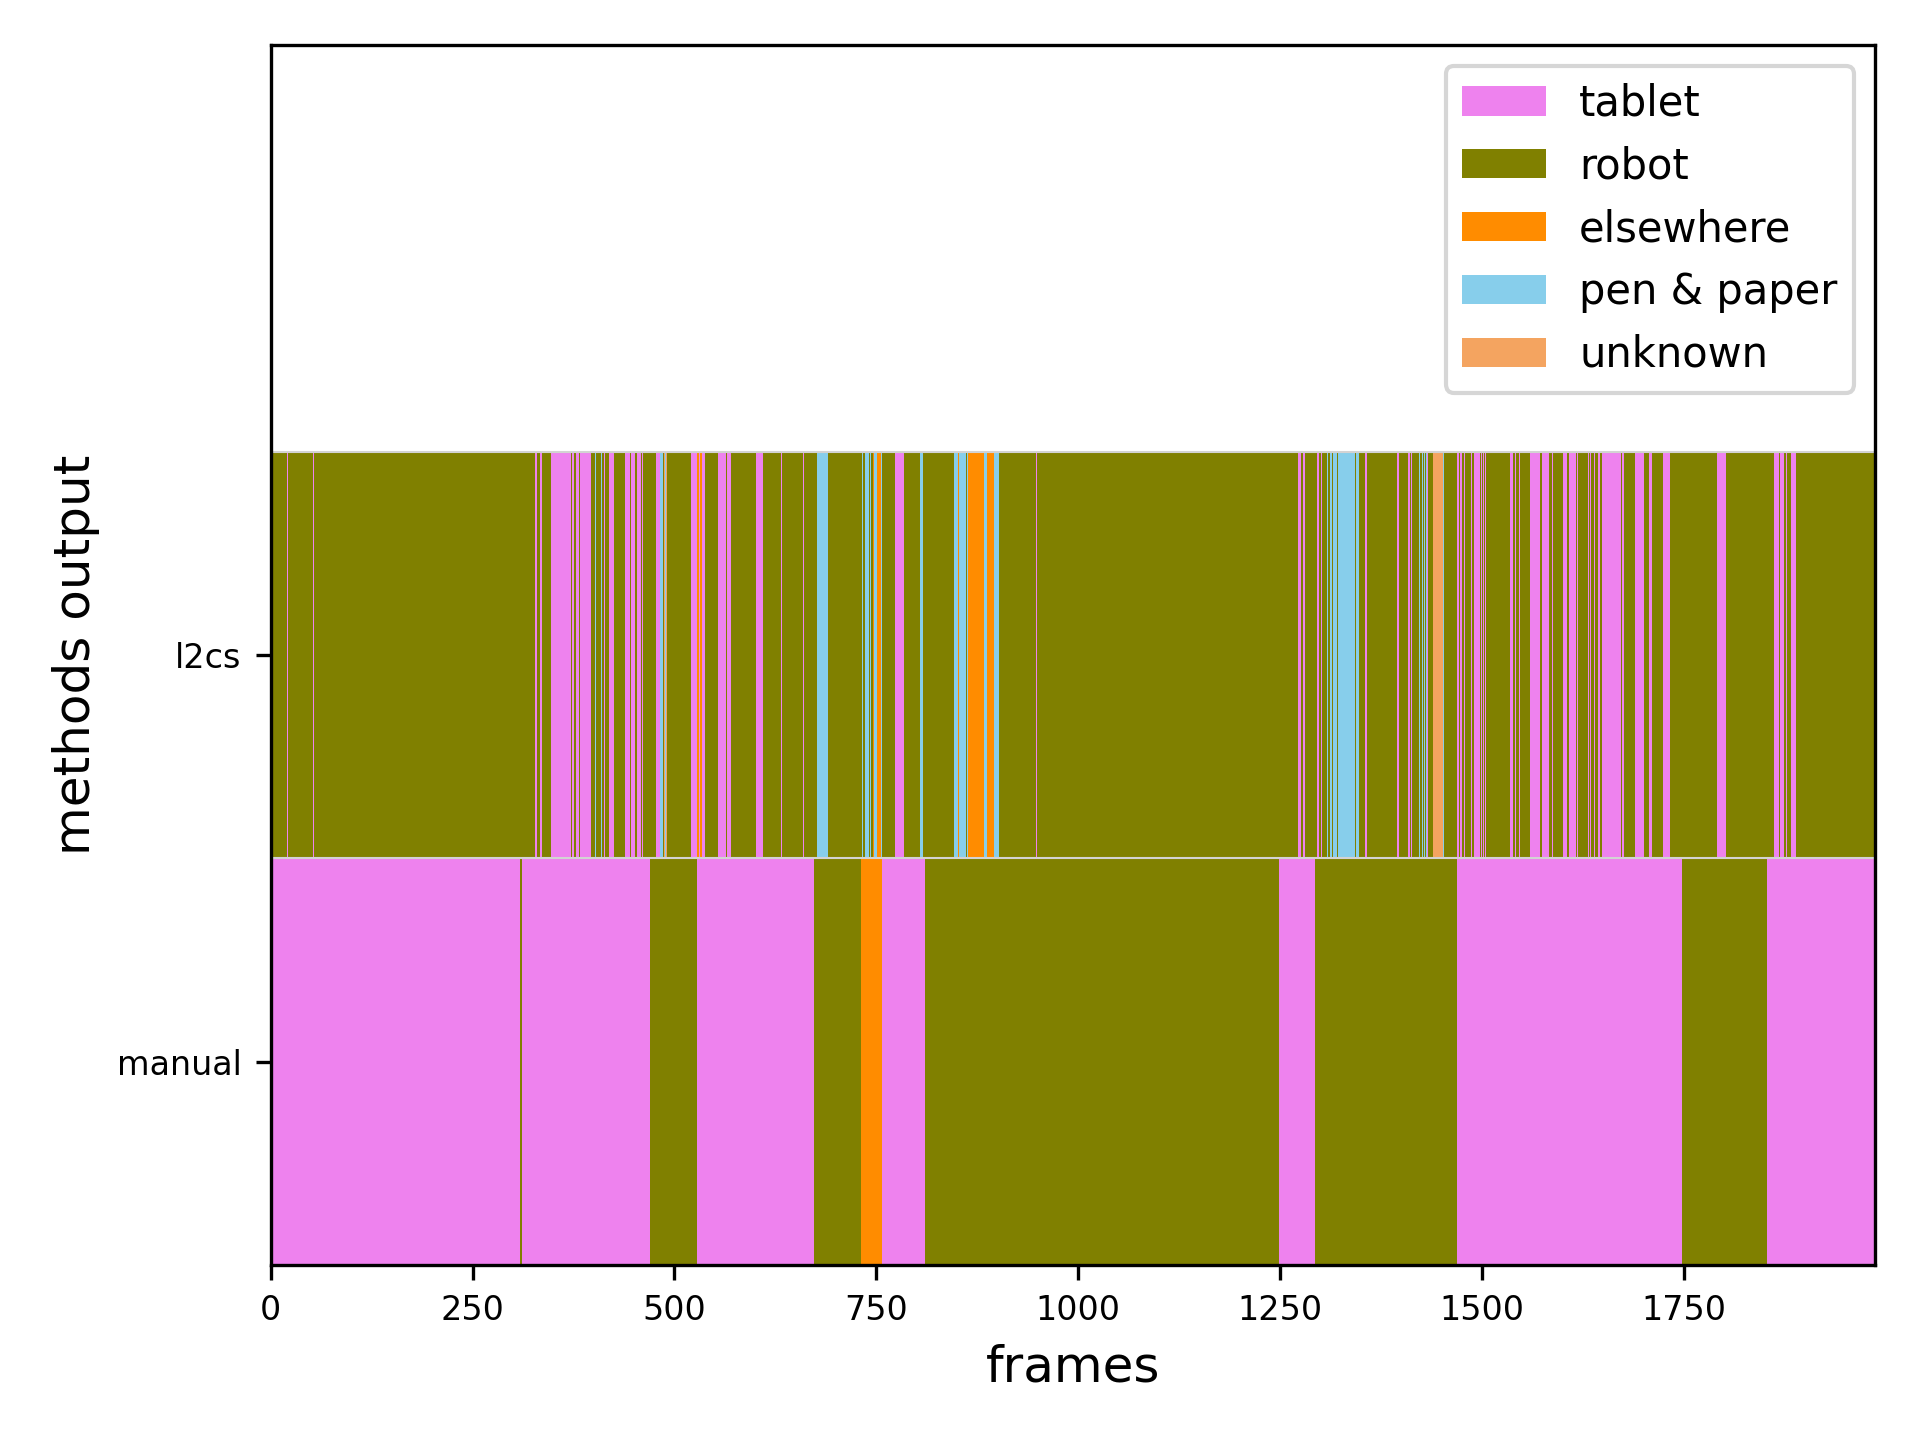 tablet
robot
elsewhere
pen & paper
unknown
methods output
l2cs
manual
0 250 500 750 1000 1250 1500 1750
frames